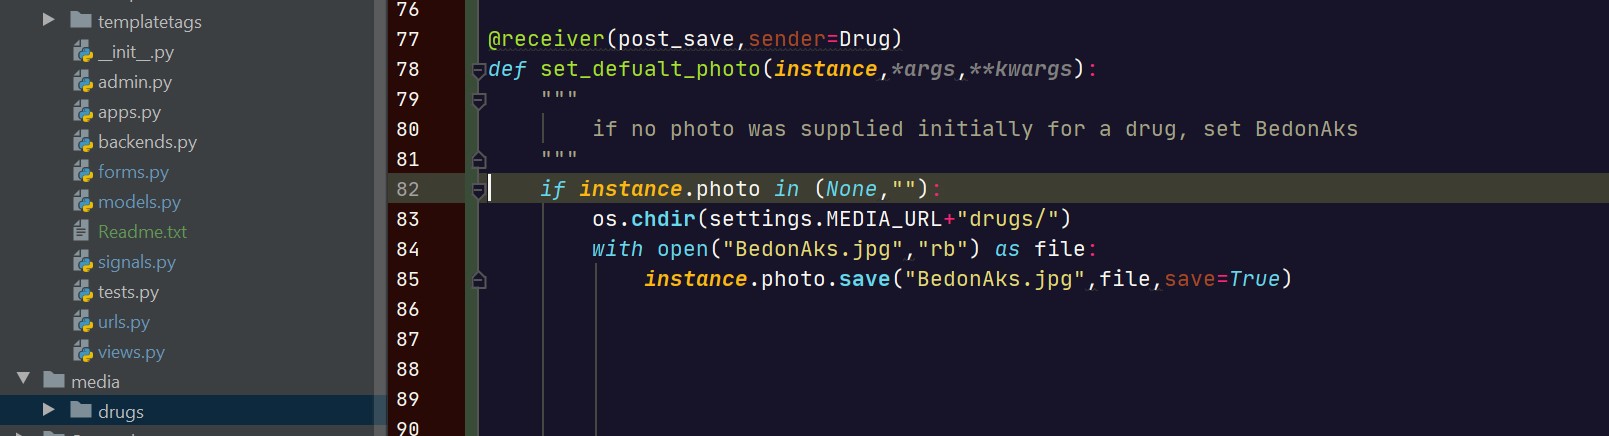 templatetags
__init__.py
admin.py
apps.py
backends.py
forms.py
models.py
Readme.txt
signals.py
tests.py
urls.py
views.py
media
drugs
76
77 @receiver(post_save,sender=Drug)
78 def set_defualt_photo(instance,*args,**kwargs):
79 """
80 if no photo was supplied initially for a drug, set BedonAks
81 """
82 if instance.photo in (None,""):
83 os.chdir(settings.MEDIA_URL+"drugs/")
84 with open("BedonAks.jpg","rb") as file:
85 instance.photo.save("BedonAks.jpg",file,save=True)
86
87
88
89
90